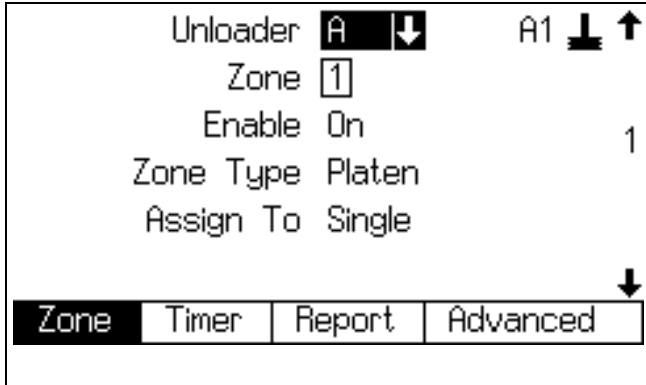 Unloader A A1
Zone 1
Enable On
1
Zone Type Platen
Assign To Single
Zone Timer Report Advanced